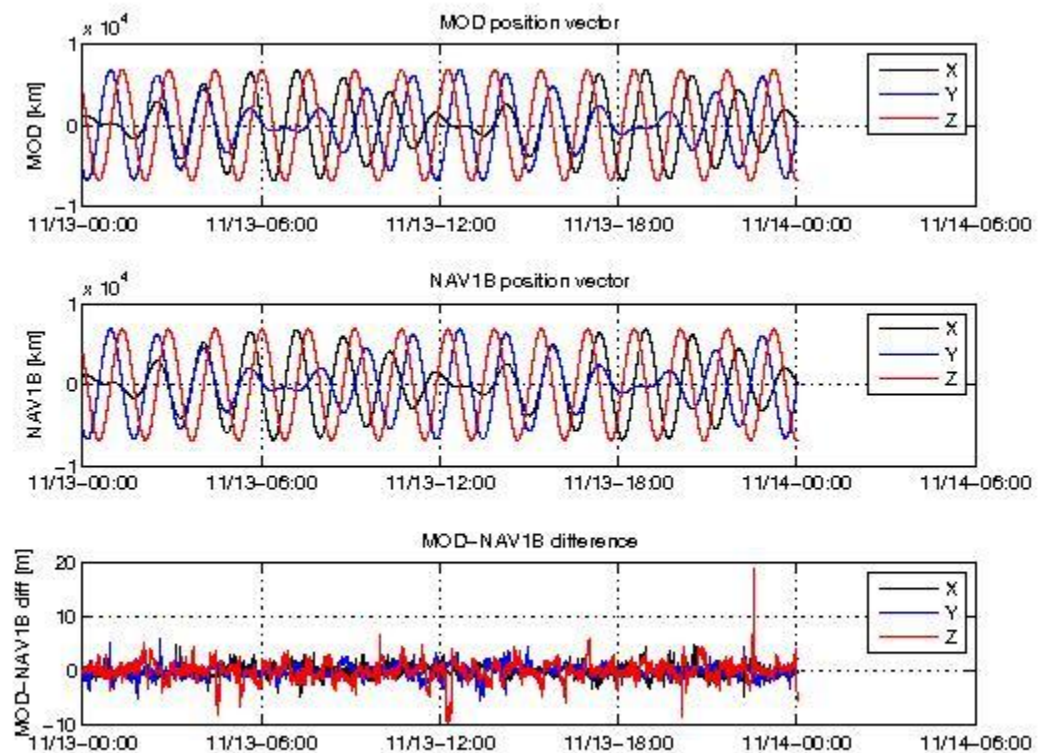 MOD position vector
x 10^4
1
0
−1
MOD [km]
X
Y
Z
11/13−00:00 11/13−06:00 11/13−12:00 11/13−18:00 11/14−00:00 11/14−06:00
NAV1B position vector
x 10^4
1
0
−1
NAV1B [km]
X
Y
Z
11/13−00:00 11/13−06:00 11/13−12:00 11/13−18:00 11/14−00:00 11/14−06:00
MOD−NAV1B difference
20
10
0
−10
MOD−NAV1B diff [m]
X
Y
Z
11/13−00:00 11/13−06:00 11/13−12:00 11/13−18:00 11/14−00:00 11/14−06:00